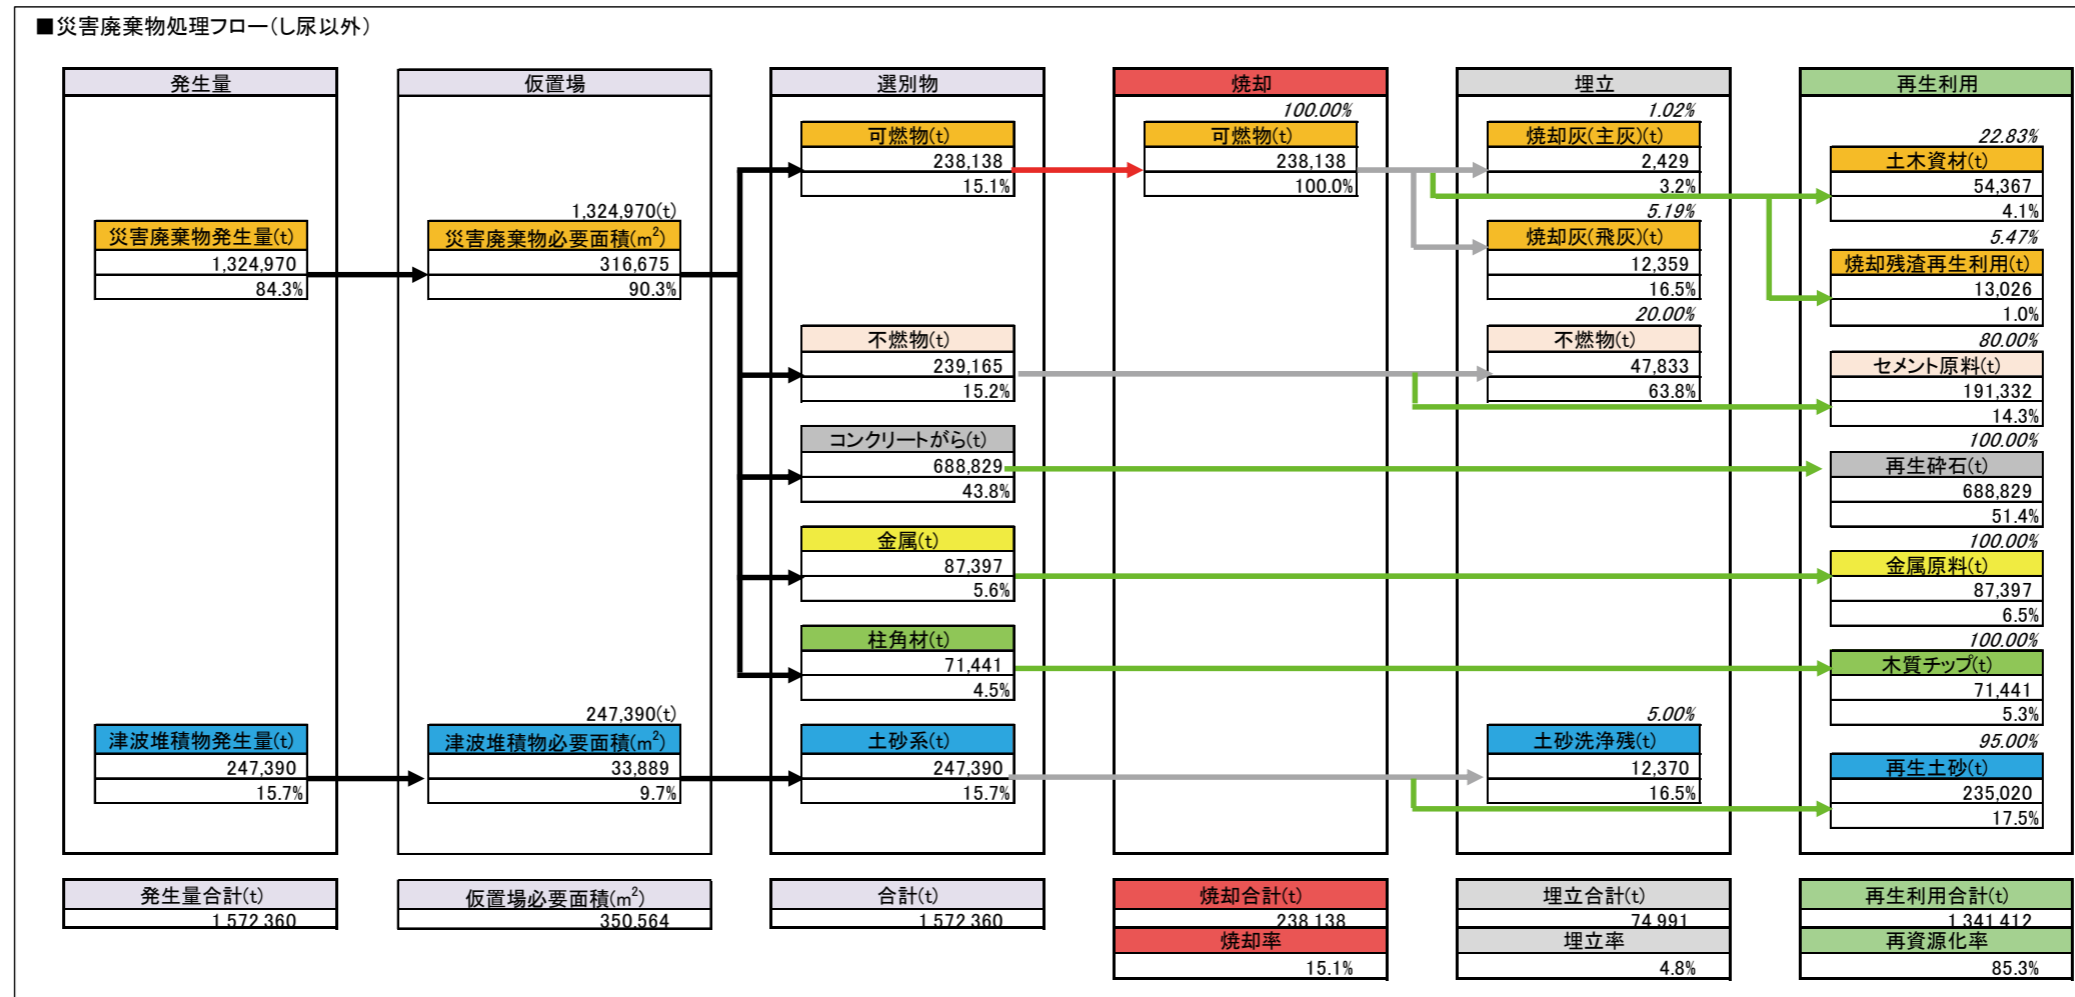 ■災害廃棄物処理フロー(し尿以外)
発生量
災害廃棄物発生量(t)
1,324,970
84.3%
津波堆積物発生量(t)
247,390
15.7%
発生量合計(t)
1,572,360
仮置場
1,324,970(t)
災害廃棄物必要面積(m²)
316,675
90.3%
247,390(t)
津波堆積物必要面積(m²)
33,889
9.7%
仮置場必要面積(m²)
350,564
選別物
可燃物(t)
238,138
15.1%
不燃物(t)
239,165
15.2%
コンクリートがら(t)
688,829
43.8%
金属(t)
87,397
5.6%
柱角材(t)
71,441
4.5%
土砂系(t)
247,390
15.7%
合計(t)
1,572,360
焼却
100.00%
可燃物(t)
238,138
100.0%
焼却合計(t)
238,138
焼却率
15.1%
埋立
1.02%
焼却灰(主灰)(t)
2,429
3.2%
5.19%
焼却灰(飛灰)(t)
12,359
16.5%
20.00%
不燃物(t)
47,833
63.8%
5.00%
土砂洗浄残(t)
12,370
16.5%
埋立合計(t)
74,991
埋立率
4.8%
再生利用
22.83%
土木資材(t)
54,367
4.1%
5.47%
焼却残渣再生利用(t)
13,026
1.0%
80.00%
セメント原料(t)
191,332
14.3%
100.00%
再生砕石(t)
688,829
51.4%
100.00%
金属原料(t)
87,397
6.5%
100.00%
木質チップ(t)
71,441
5.3%
95.00%
再生土砂(t)
235,020
17.5%
再生利用合計(t)
1,341,412
再資源化率
85.3%